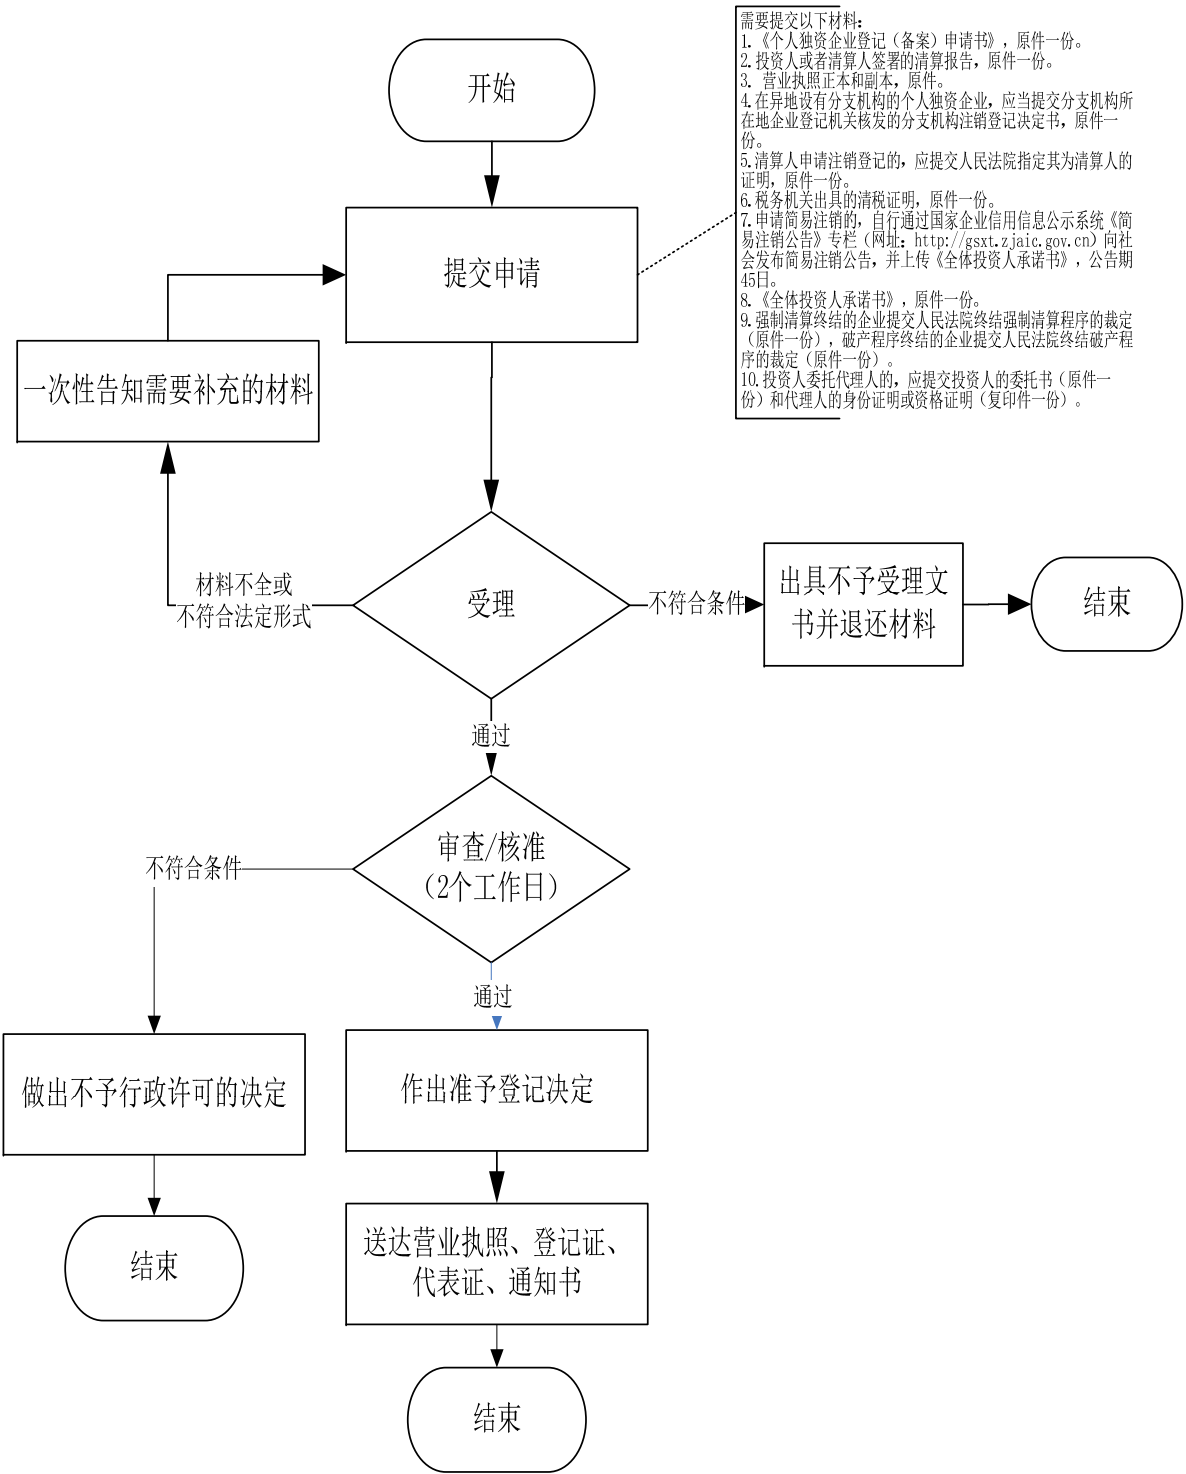 开始
需要提交以下材料：
1.《个人独资企业登记（备案）申请书》，原件一份。
2.投资人或者清算人签署的清算报告，原件一份。
3. 营业执照正本和副本，原件。
4.在异地设有分支机构的个人独资企业，应当提交分支机构所
在地企业登记机关核发的分支机构注销登记决定书，原件一
份。
5.清算人申请注销登记的，应提交人民法院指定其为清算人的
证明，原件一份。
6.税务机关出具的清税证明，原件一份。
7.申请简易注销的，自行通过国家企业信用信息公示系统《简
易注销公告》专栏（网址：http://gsxt.zjaic.gov.cn）向社
会发布简易注销公告，并上传《全体投资人承诺书》，公告期
45日。
8.《全体投资人承诺书》，原件一份。
9.强制清算终结的企业提交人民法院终结强制清算程序的裁定
（原件一份），破产程序终结的企业提交人民法院终结破产程
序的裁定（原件一份）。
10.投资人委托代理人的，应提交投资人的委托书（原件一
份）和代理人的身份证明或资格证明（复印件一份）。
提交申请
一次性告知需要补充的材料
材料不全或
不符合法定形式
受理
不符合条件
出具不予受理文
书并退还材料
结束
通过
审查/核准
（2个工作日）
不符合条件
通过
做出不予行政许可的决定
作出准予登记决定
结束
送达营业执照、登记证、
代表证、通知书
结束